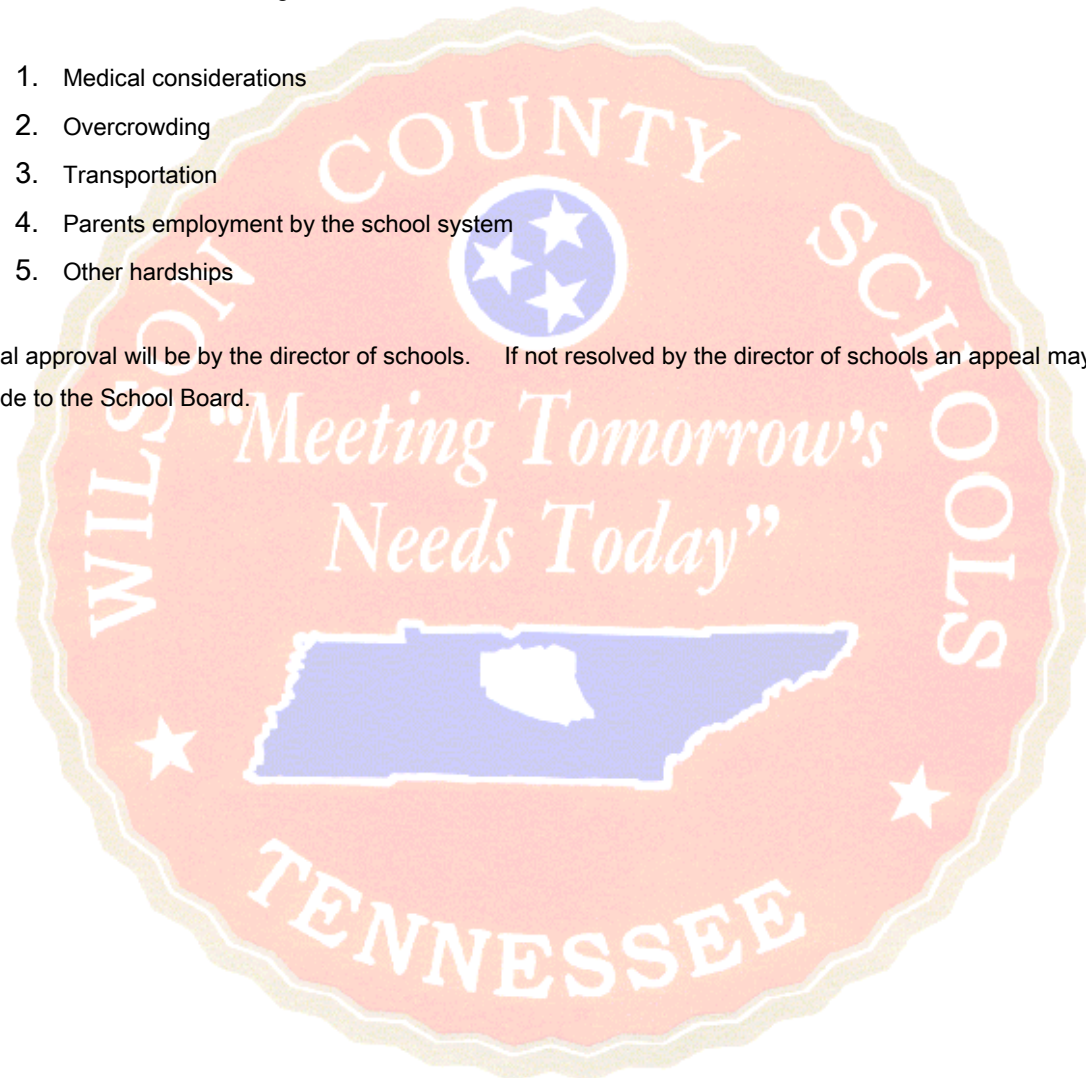 1. Medical considerations
2. Overcrowding
3. Transportation
4. Parents employment by the school system
5. Other hardships
al approval will be by the director of schools. If not resolved by the director of schools an appeal may
de to the School Board.
WILSON COUNTY SCHOOLS
“Meeting Tomorrow's
Needs Today”
TENNESSEE